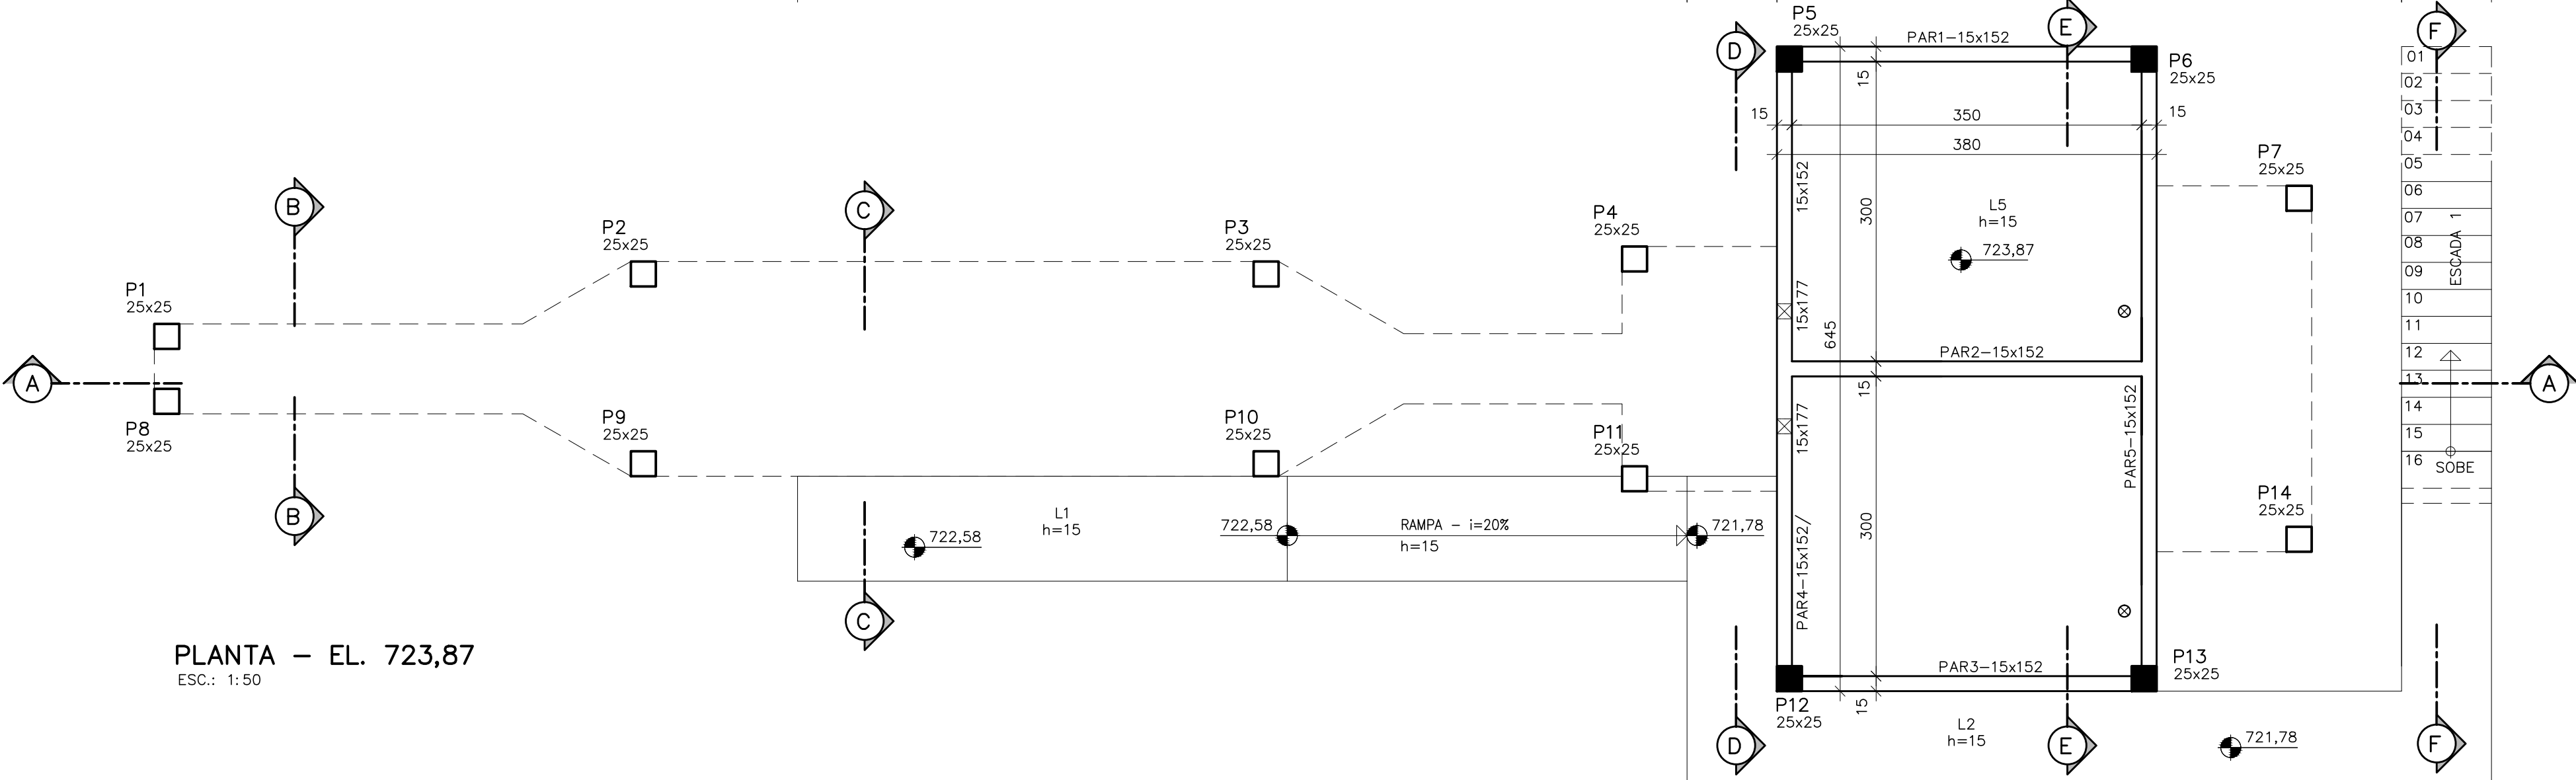 P5
25x25
PAR1-15x152
E
F
D
P6
25x25
01
02
03
04
05
06
07
08
09
10
11
12
13
14
15
16
ESCADA 1
SOBE
15
15
350
15
380
P7
25x25
15x152
300
L5
h=15
723,87
B
C
P2
25x25
P3
25x25
P4
25x25
P1
25x25
15x177
645
PAR2-15x152
A
A
15
P8
25x25
P9
25x25
P10
25x25
P11
25x25
15x177
PAR5-15x152
P14
25x25
B
L1
h=15
722,58
722,58
RAMPA - i=20%
h=15
721,78
PAR4-15x152/
300
C
PLANTA - EL. 723,87
ESC.: 1:50
PAR3-15x152
P13
25x25
P12
25x25
15
L2
h=15
D
E
721,78
F